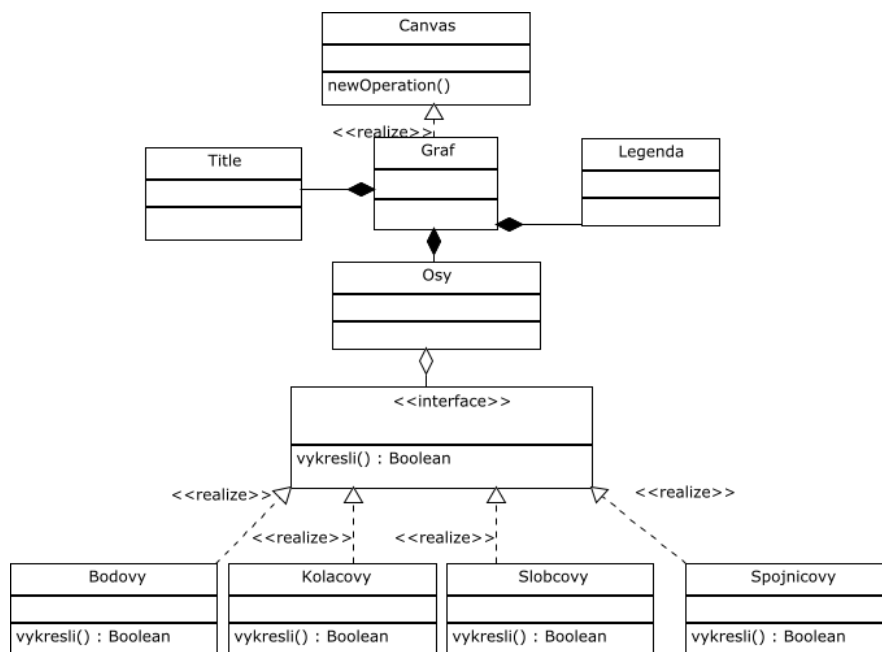 Canvas
newOperation()
<<realize>>
Title
Graf
Legenda
Osy
<<interface>>
vykresli() : Boolean
<<realize>>
<<realize>>
<<realize>>
<<realize>>
Bodovy
vykresli() : Boolean
Kolacovy
vykresli() : Boolean
Slobcovy
vykresli() : Boolean
Spojnicovy
vykresli() : Boolean